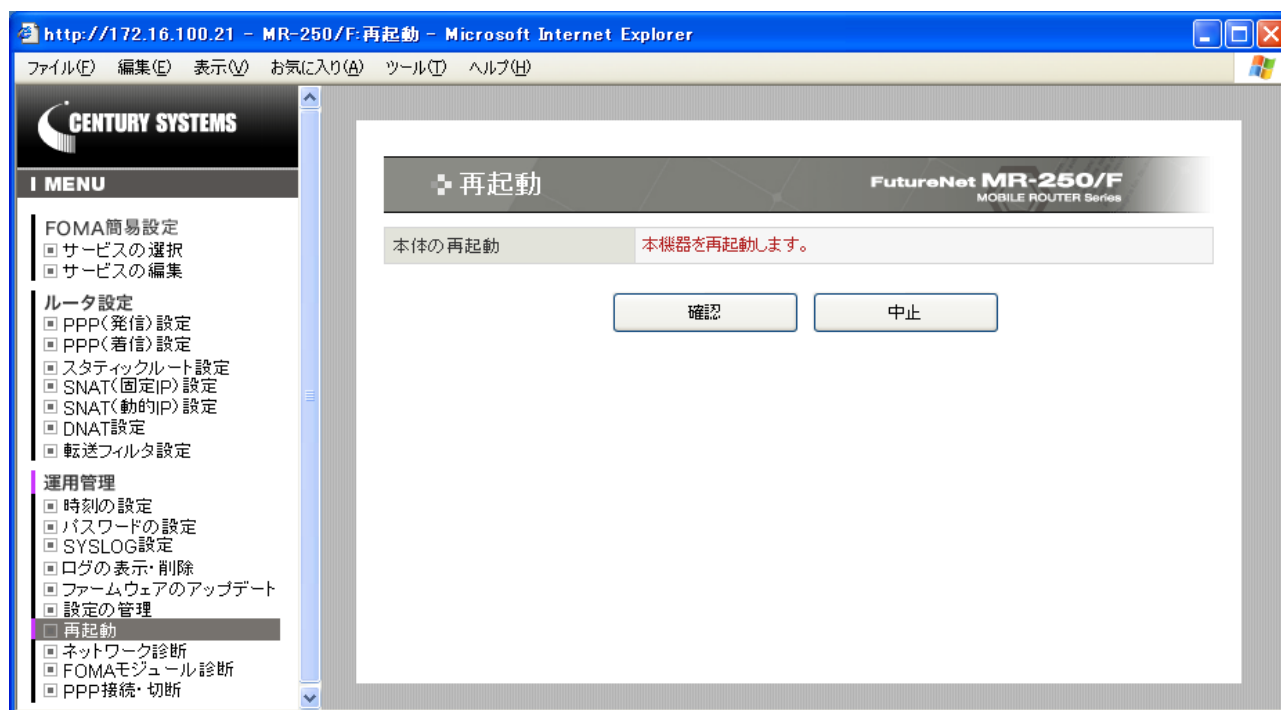 http://172.16.100.21 - MR-250/F:再起動 - Microsoft Internet Explorer
ファイル(F) 編集(E) 表示(V) お気に入り(A) ツール(T) ヘルプ(H)
CENTURY SYSTEMS
MENU
FOMA簡易設定
サービスの選択
サービスの編集
ルータ設定
PPP(発信)設定
PPP(着信)設定
スタティックルート設定
SNAT(固定IP)設定
SNAT(動的IP)設定
DNAT設定
転送フィルタ設定
運用管理
時刻の設定
パスワードの設定
SYSLOG設定
ログの表示・削除
ファームウェアのアップデート
設定の管理
再起動
ネットワーク診断
FOMAモジュール診断
PPP接続・切断
再起動
FutureNet MR-250/F
MOBILE ROUTER Series
本体の再起動 本機器を再起動します。
確認 中止